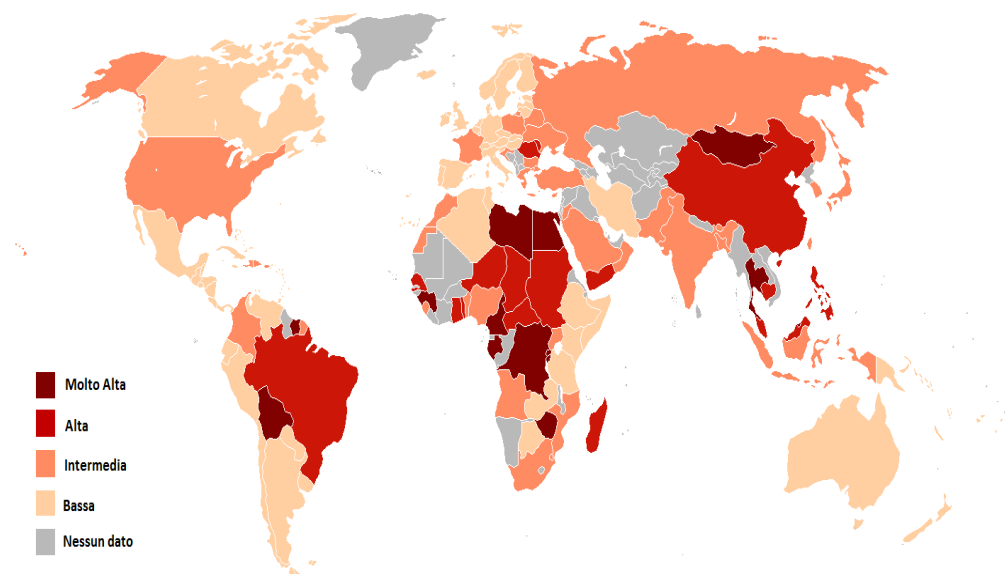 Molto Alta
Alta
Intermedia
Bassa
Nessun dato